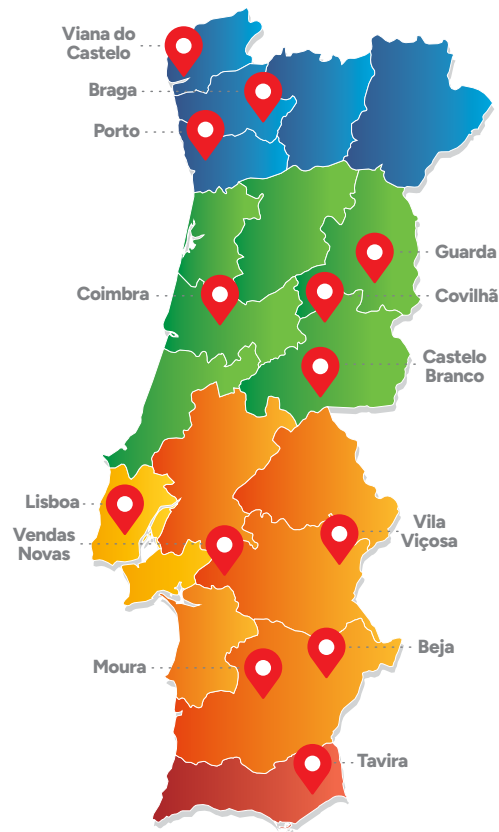 Viana do
Castelo
Braga
Porto
Guarda
Coimbra
Covilhã
Castelo
Branco
Lisboa
Vendas
Novas
Vila
Viçosa
Beja
Moura
Tavira